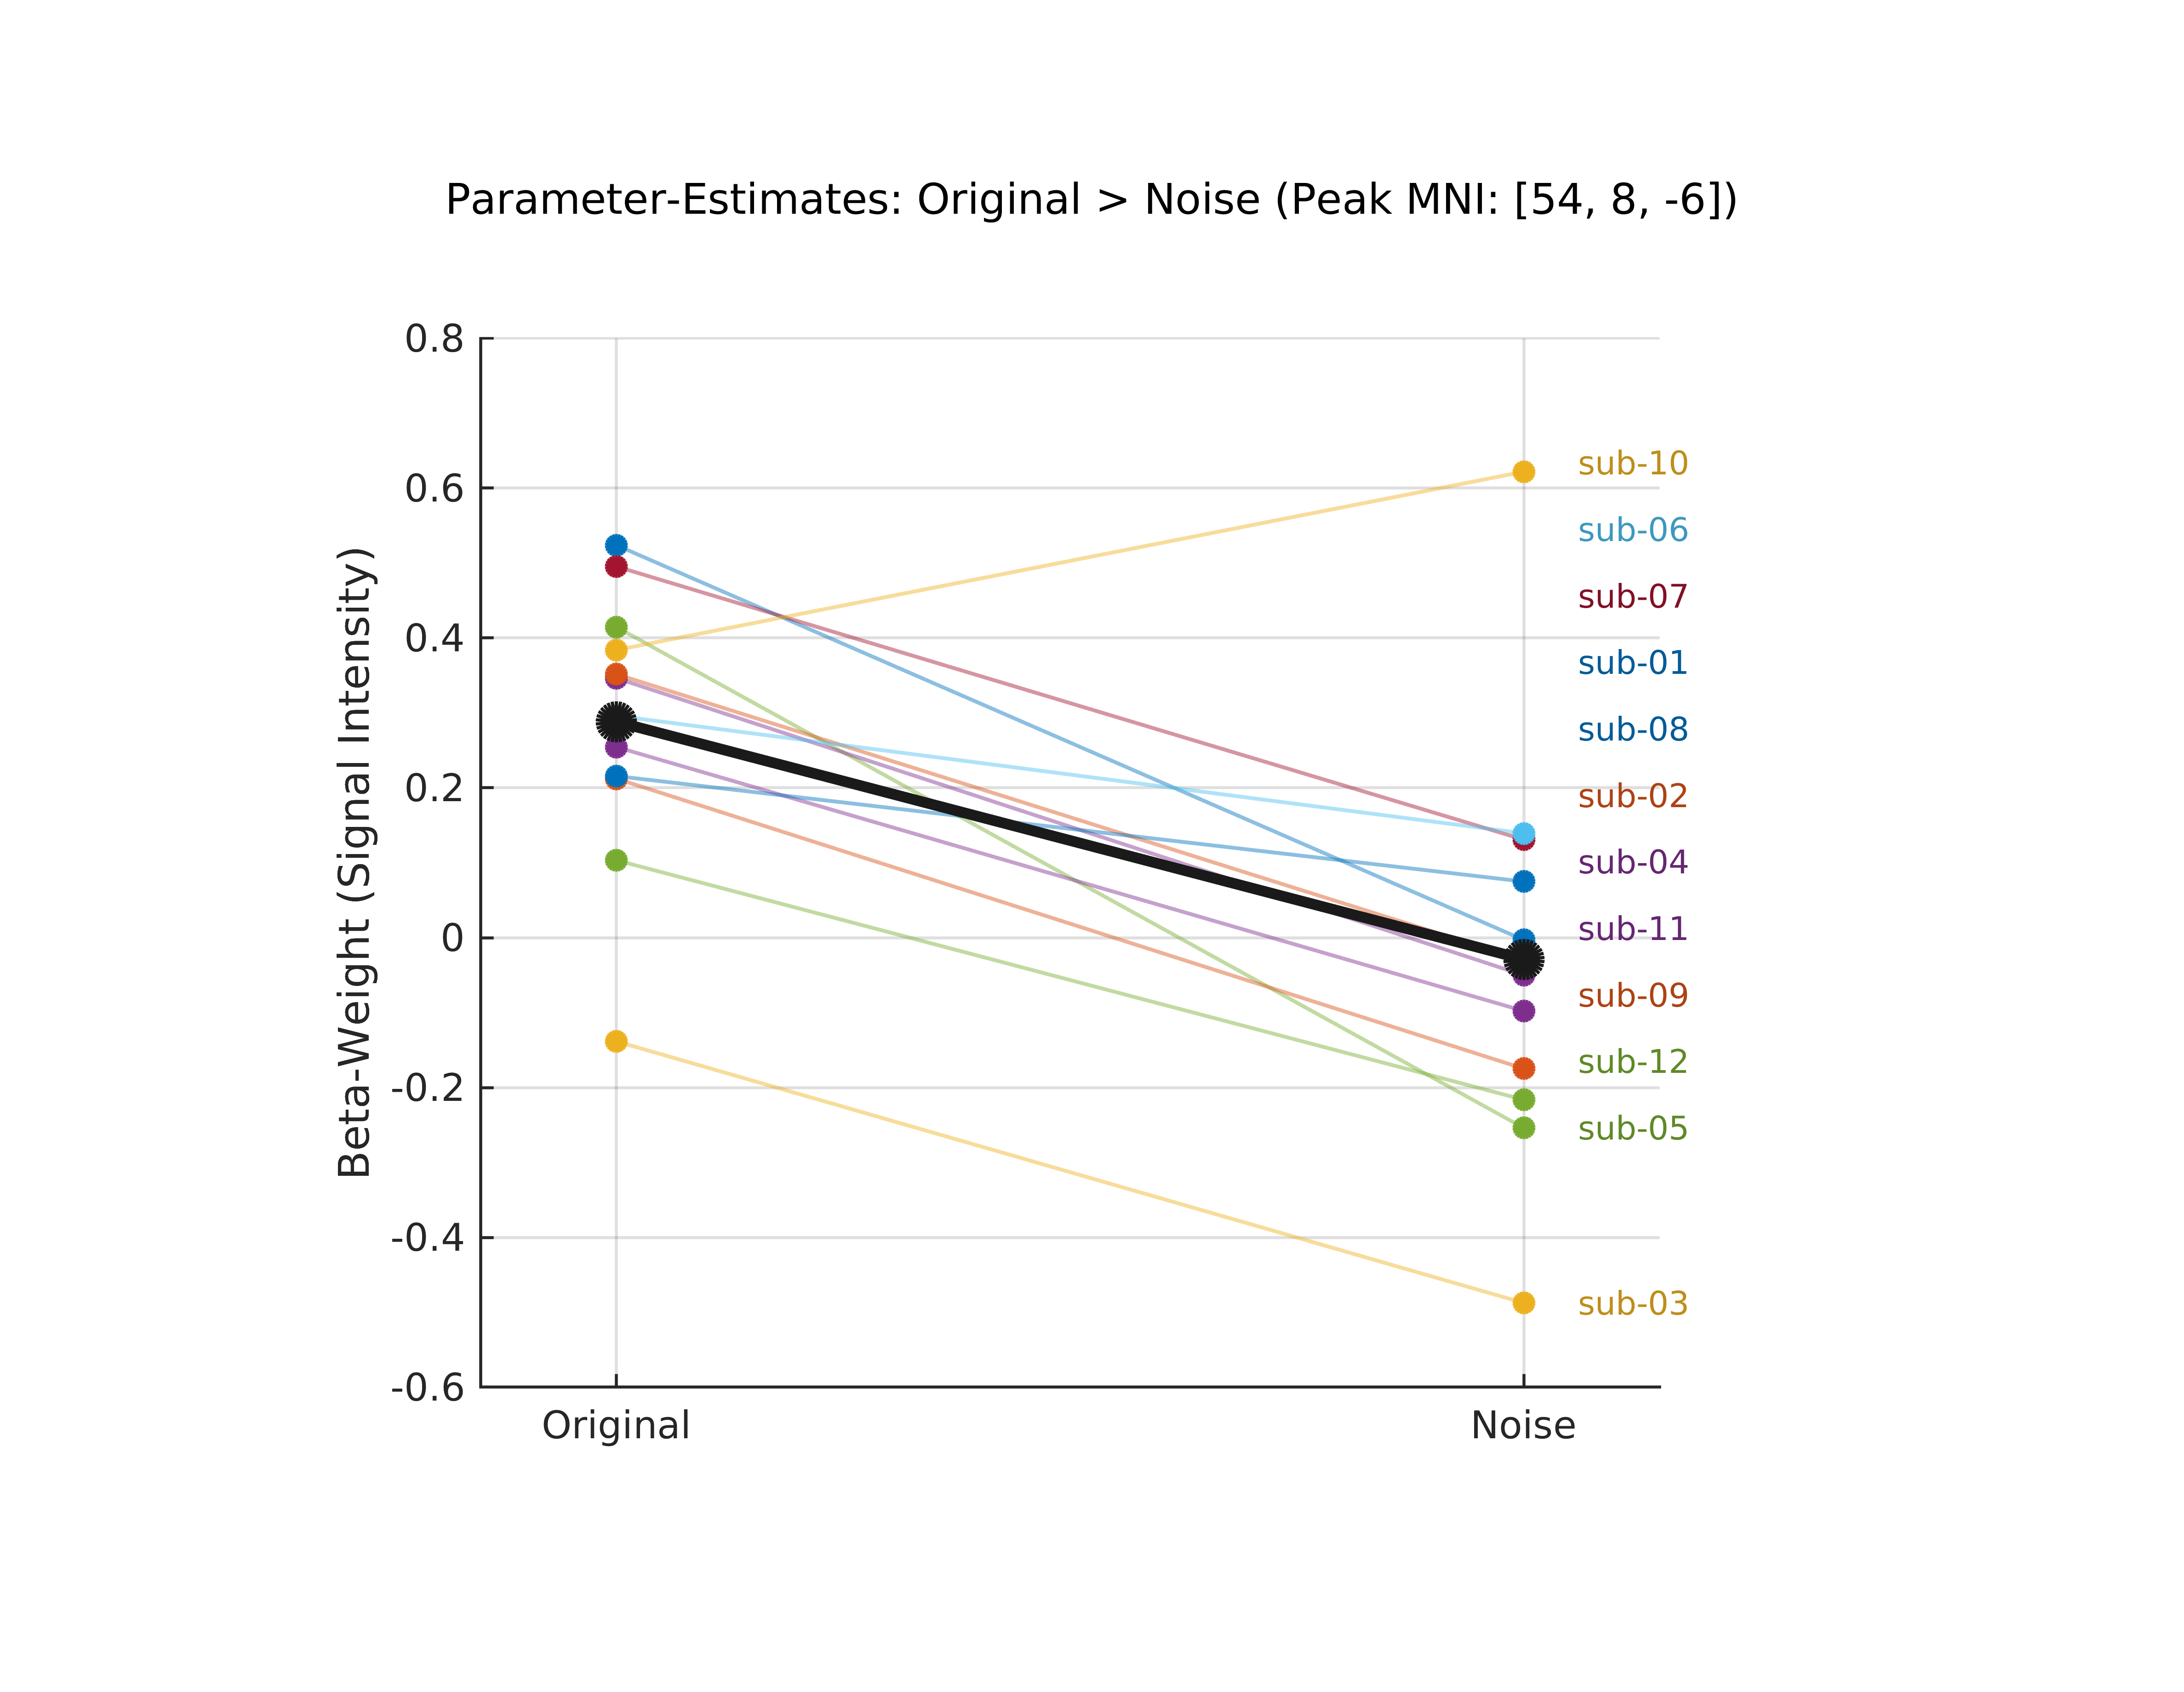 Parameter-Estimates: Original > Noise (Peak MNI: [54, 8, -6])
Beta-Weight (Signal Intensity)
0.8
0.6
0.4
0.2
0
-0.2
-0.4
-0.6
Original
Noise
sub-10
sub-06
sub-07
sub-01
sub-08
sub-02
sub-04
sub-11
sub-09
sub-12
sub-05
sub-03